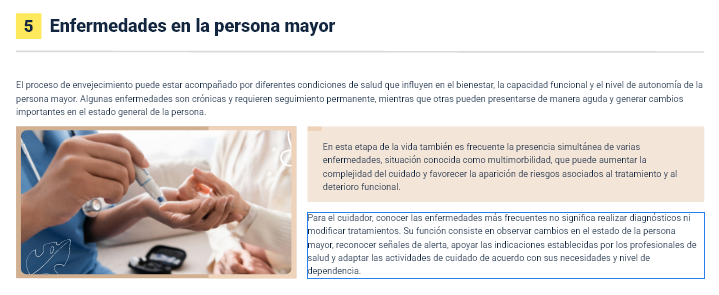 5 Enfermedades en la persona mayor
El proceso de envejecimiento puede estar acompañado por diferentes condiciones de salud que influyen en el bienestar, la capacidad funcional y el nivel de autonomía de la
persona mayor. Algunas enfermedades son crónicas y requieren seguimiento permanente, mientras que otras pueden presentarse de manera aguda y generar cambios
importantes en el estado general de la persona.
En esta etapa de la vida también es frecuente la presencia simultánea de varias
enfermedades, situación conocida como multimorbilidad, que puede aumentar la
complejidad del cuidado y favorecer la aparición de riesgos asociados al tratamiento y al
deterioro funcional.
Para el cuidador, conocer las enfermedades más frecuentes no significa realizar diagnósticos ni
modificar tratamientos. Su función consiste en observar cambios en el estado de la persona
mayor, reconocer señales de alerta, apoyar las indicaciones establecidas por los profesionales de
salud y adaptar las actividades de cuidado de acuerdo con sus necesidades y nivel de
dependencia.